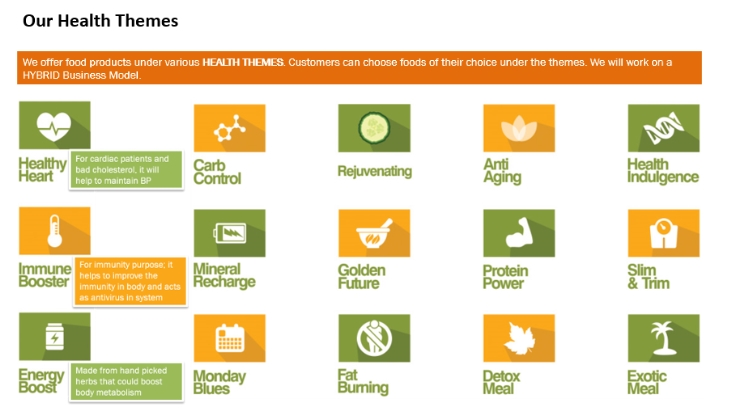 Our Health Themes
We offer food products under various HEALTH THEMES. Customers can choose foods of their choice under the themes. We will work on a
HYBRID Business Model.
Healthy
Heart
For cardiac patients and
bad cholesterol, it will
help to maintain BP
Carb
Control
Rejuvenating
Anti
Aging
Health
Indulgence
Immune
Booster
For immunity purpose; it
helps to improve the
immunity in body and acts
as antivirus in system
Mineral
Recharge
Golden
Future
Protein
Power
Slim
& Trim
Energy
Boost
Made from hand picked
herbs that could boost
body metabolism
Monday
Blues
Fat
Burning
Detox
Meal
Exotic
Meal